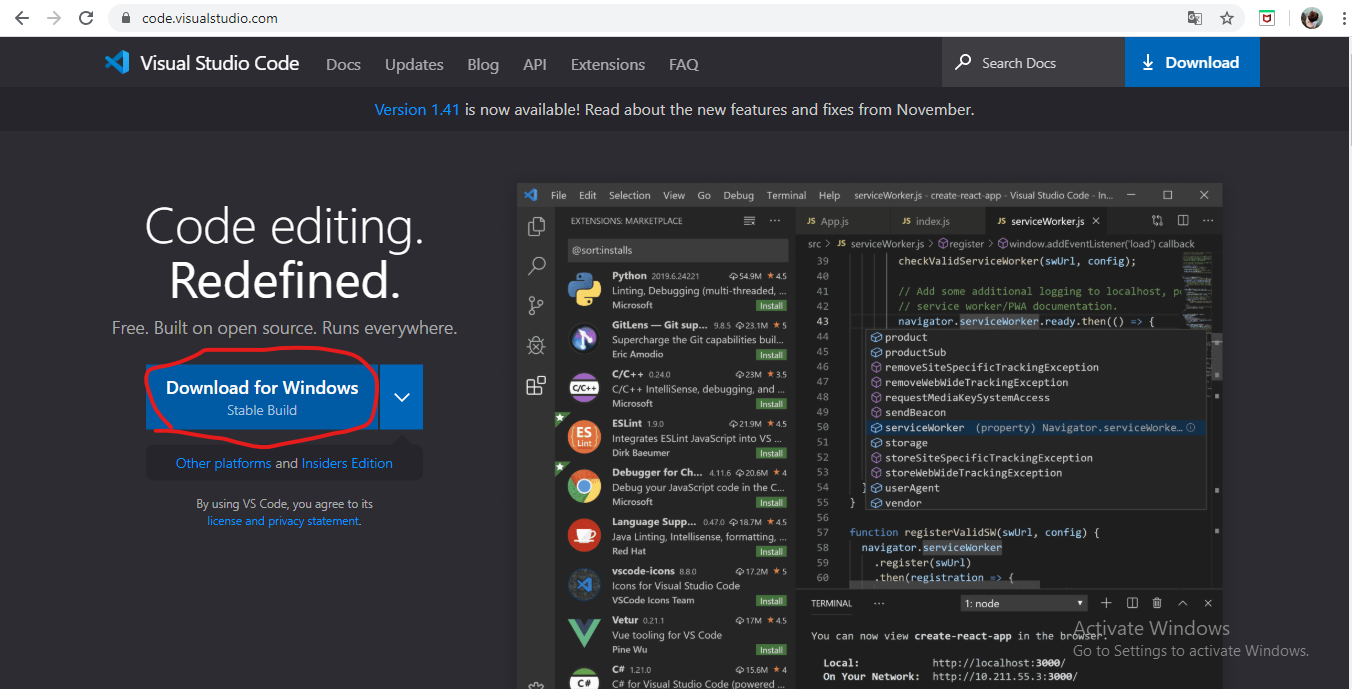 code.visualstudio.com
Visual Studio Code Docs Updates Blog API Extensions FAQ Search Docs Download
Version 1.41 is now available! Read about the new features and fixes from November.
Code editing.
Redefined.
Free. Built on open source. Runs everywhere.
Download for Windows
Stable Build
Other platforms and Insiders Edition
By using VS Code, you agree to its
license and privacy statement.
File Edit Selection View Go Debug Terminal Help serviceWorker.js - create-react-app - Visual Studio Code - In...
EXTENSIONS: MARKETPLACE
@sort:installs
Python 2019.6.24221 54.9M ★ 4.5
Linting, Debugging (multi-threaded, ...
Microsoft Install
GitLens — Git sup... 9.8.5 23.1M ★ 5
Supercharge the Git capabilities buil...
Eric Amodio Install
C/C++ 0.24.0 23M ★ 3.5
C/C++ IntelliSense, debugging, and ...
Microsoft Install
ESLint 1.9.0 21.9M ★ 4.5
Integrates ESLint JavaScript into VS ...
Dirk Baeumer Install
Debugger for Ch... 4.11.6 20.6M ★ 4
Debug your JavaScript code in the C...
Microsoft Install
Language Supp... 0.47.0 18.7M ★ 4.5
Java Linting, Intellisense, formatting, ...
Red Hat Install
vscode-icons 8.8.0 17.2M ★ 5
Icons for Visual Studio Code
VSCode Icons Team Install
Vetur 0.21.1 17M ★ 4.5
Vue tooling for VS Code
Pine Wu Install
C# 1.21.0 15.6M ★ 4
C# for Visual Studio Code (powered ...
C/C++
ES
Lint
C#
JS App.js JS index.js JS serviceWorker.js
src > JS serviceWorker.js > register > window.addEventListener('load') callback
39 checkValidServiceWorker(swUrl, config);
40
41 // Add some additional logging to localhost, po
42 // service worker/PWA documentation.
43 navigator.serviceWorker.ready.then(() => {
44 product
45 productSub
46 removeSiteSpecificTrackingException
47 removeWebWideTrackingException
48 requestMediaKeySystemAccess
49 sendBeacon
50 serviceWorker (property) Navigator.serviceWorke...
51 storage
52 storeSiteSpecificTrackingException
53 storeWebWideTrackingException
54 } userAgent
55 } vendor
56
57 function registerValidSW(swUrl, config) {
58 navigator.serviceWorker
59 .register(swUrl)
60 .then(registration => {
TERMINAL ... 1: node
You can now view create-react-app in the browser.
Local: http://localhost:3000/
On Your Network: http://10.211.55.3:3000/
Activate Windows
Go to Settings to activate Windows.